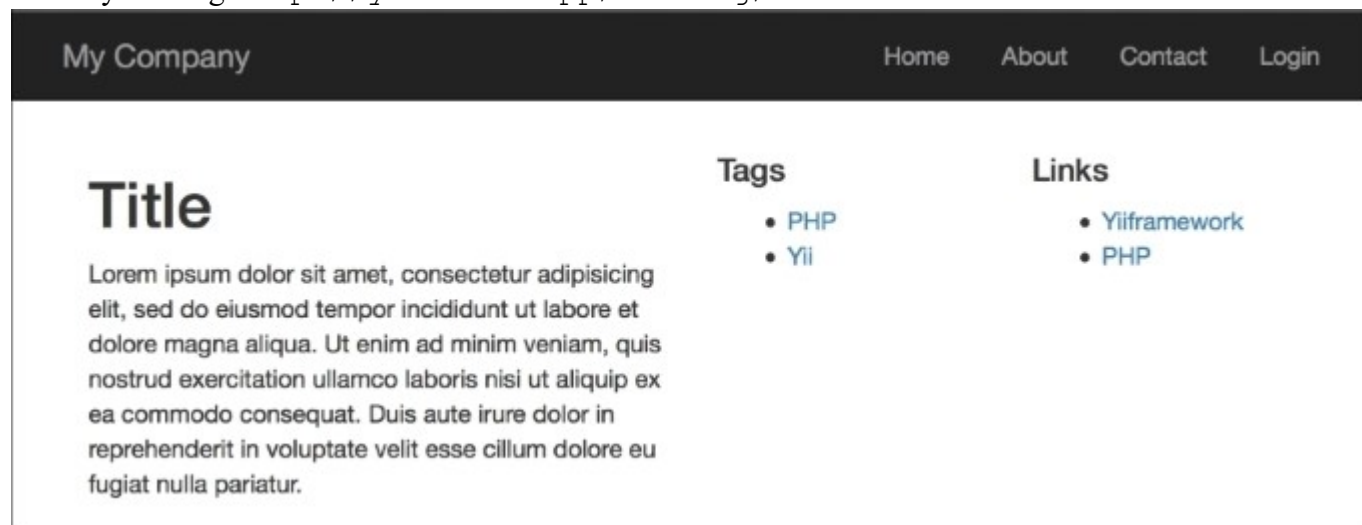 My Company
Home About Contact Login
Title
Lorem ipsum dolor sit amet, consectetur adipisicing
elit, sed do eiusmod tempor incididunt ut labore et
dolore magna aliqua. Ut enim ad minim veniam, quis
nostrud exercitation ullamco laboris nisi ut aliquip ex
ea commodo consequat. Duis aute irure dolor in
reprehenderit in voluptate velit esse cillum dolore eu
fugiat nulla pariatur.
Tags
• PHP
• Yii
Links
• Yiiframework
• PHP